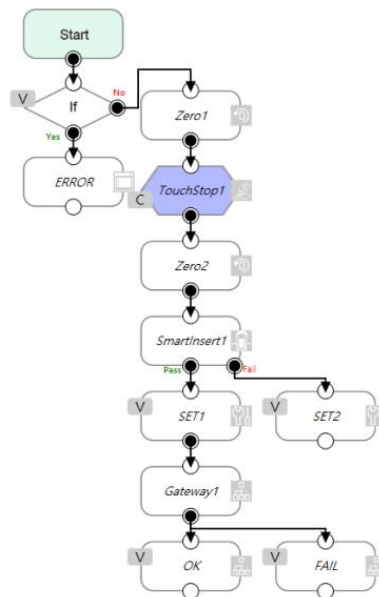 Start
V
If
No
Yes
Zero1
ERROR
TouchStop1
C
Zero2
SmartInsert1
Pass
Fail
V
SET1
V
SET2
Gateway1
V
OK
V
FAIL